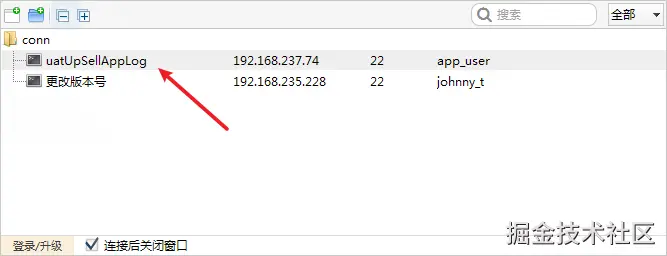 搜索 全部
conn
uatUpSellAppLog 192.168.237.74 22 app_user
更改版本号 192.168.235.228 22 johnny_t
登录/升级 连接后关闭窗口
掘金技术社区